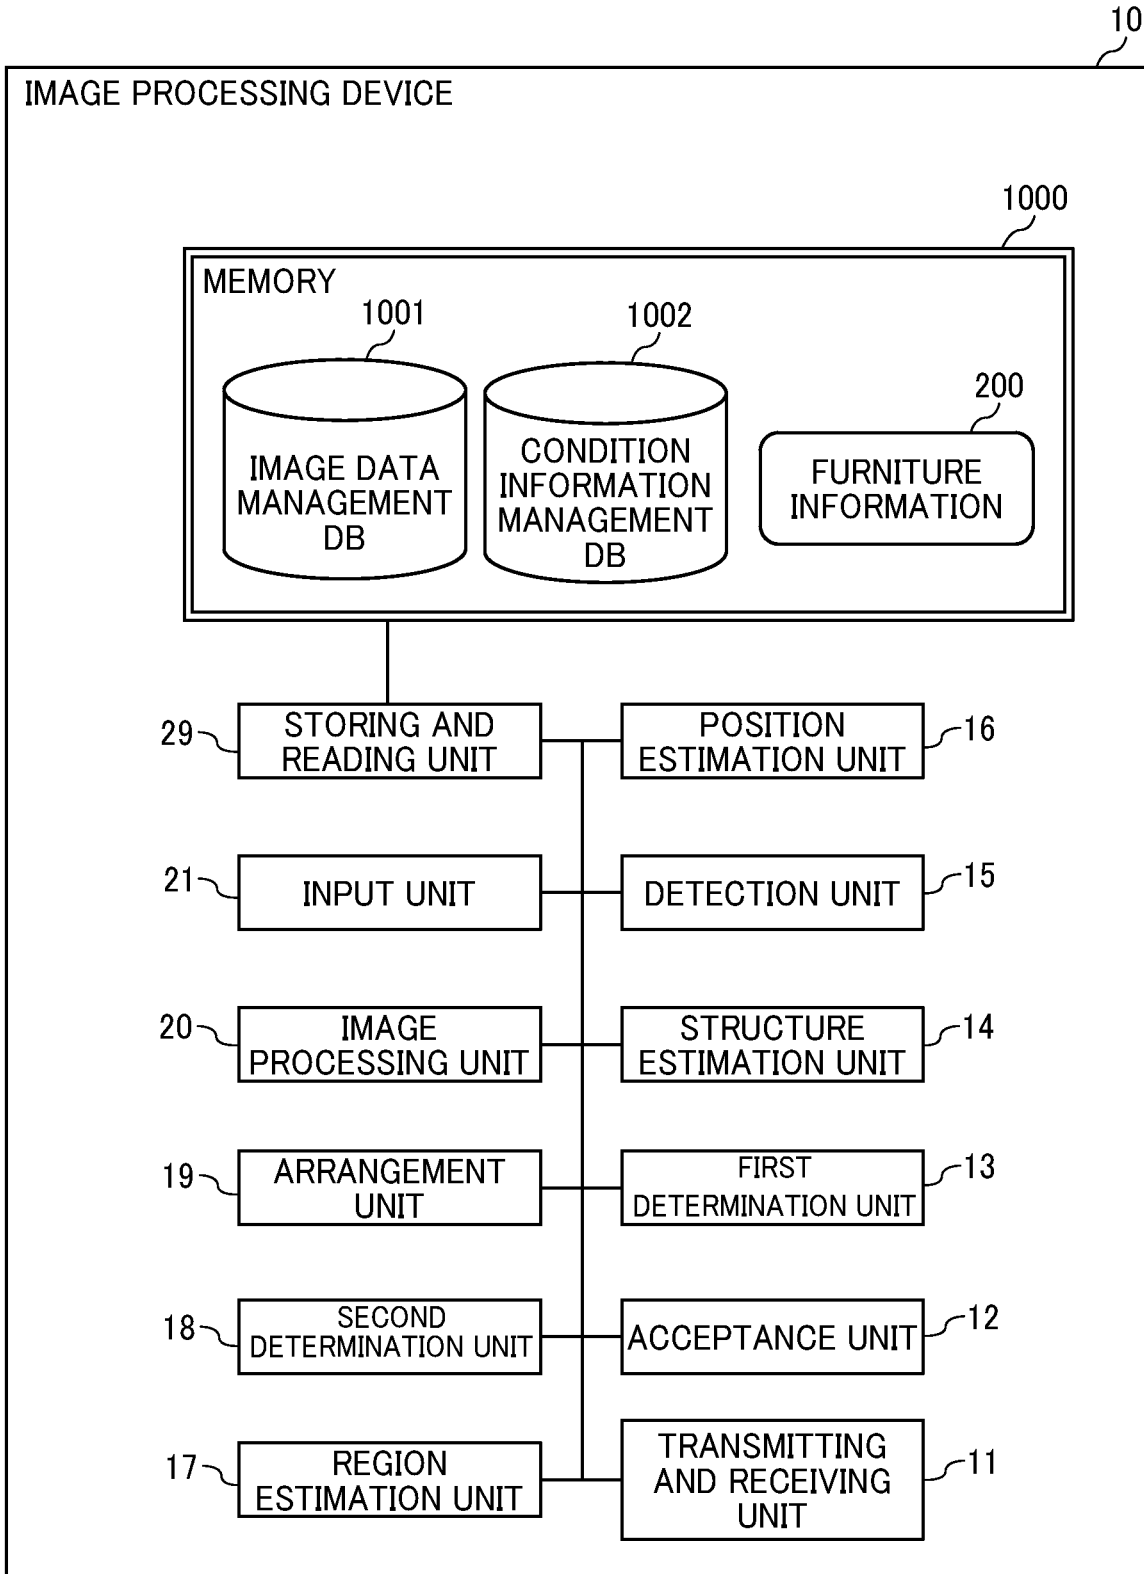 10
IMAGE PROCESSING DEVICE
1000
MEMORY
1001
1002
200
IMAGE DATA
MANAGEMENT
DB
CONDITION
INFORMATION
MANAGEMENT
DB
FURNITURE
INFORMATION
29
STORING AND
READING UNIT
POSITION
ESTIMATION UNIT
16
21
INPUT UNIT
DETECTION UNIT
15
20
IMAGE
PROCESSING UNIT
STRUCTURE
ESTIMATION UNIT
14
19
ARRANGEMENT
UNIT
FIRST
DETERMINATION UNIT
13
18
SECOND
DETERMINATION UNIT
ACCEPTANCE UNIT
12
17
REGION
ESTIMATION UNIT
TRANSMITTING
AND RECEIVING
UNIT
11